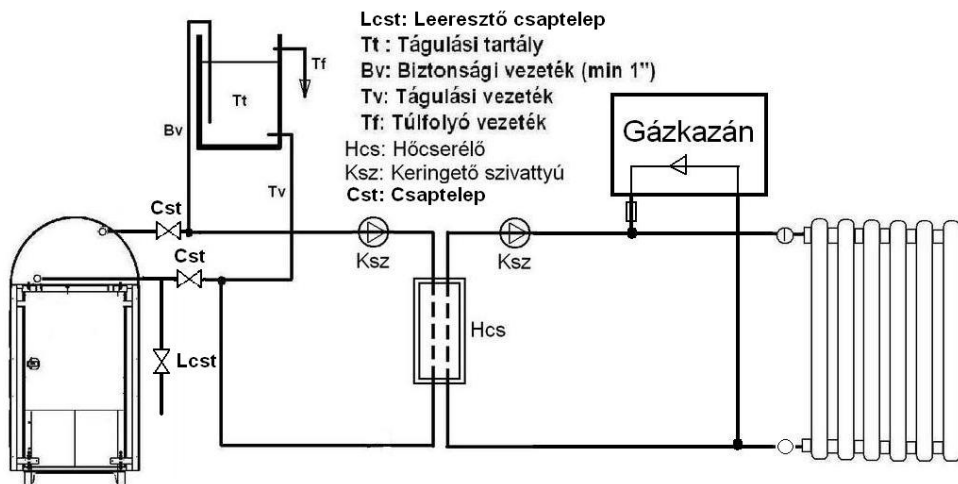 Lcst: Leeresztő csaptelep
Tt : Tágulási tartály
Bv: Biztonsági vezeték (min 1")
Tv: Tágulási vezeték
Tf: Túlfolyó vezeték
Hcs: Hőcserélő
Ksz: Keringető szivattyú
Cst: Csaptelep
Tf
Tt
Bv
Tv
Gázkazán
Cst
Cst
Ksz
Ksz
Hcs
Lcst